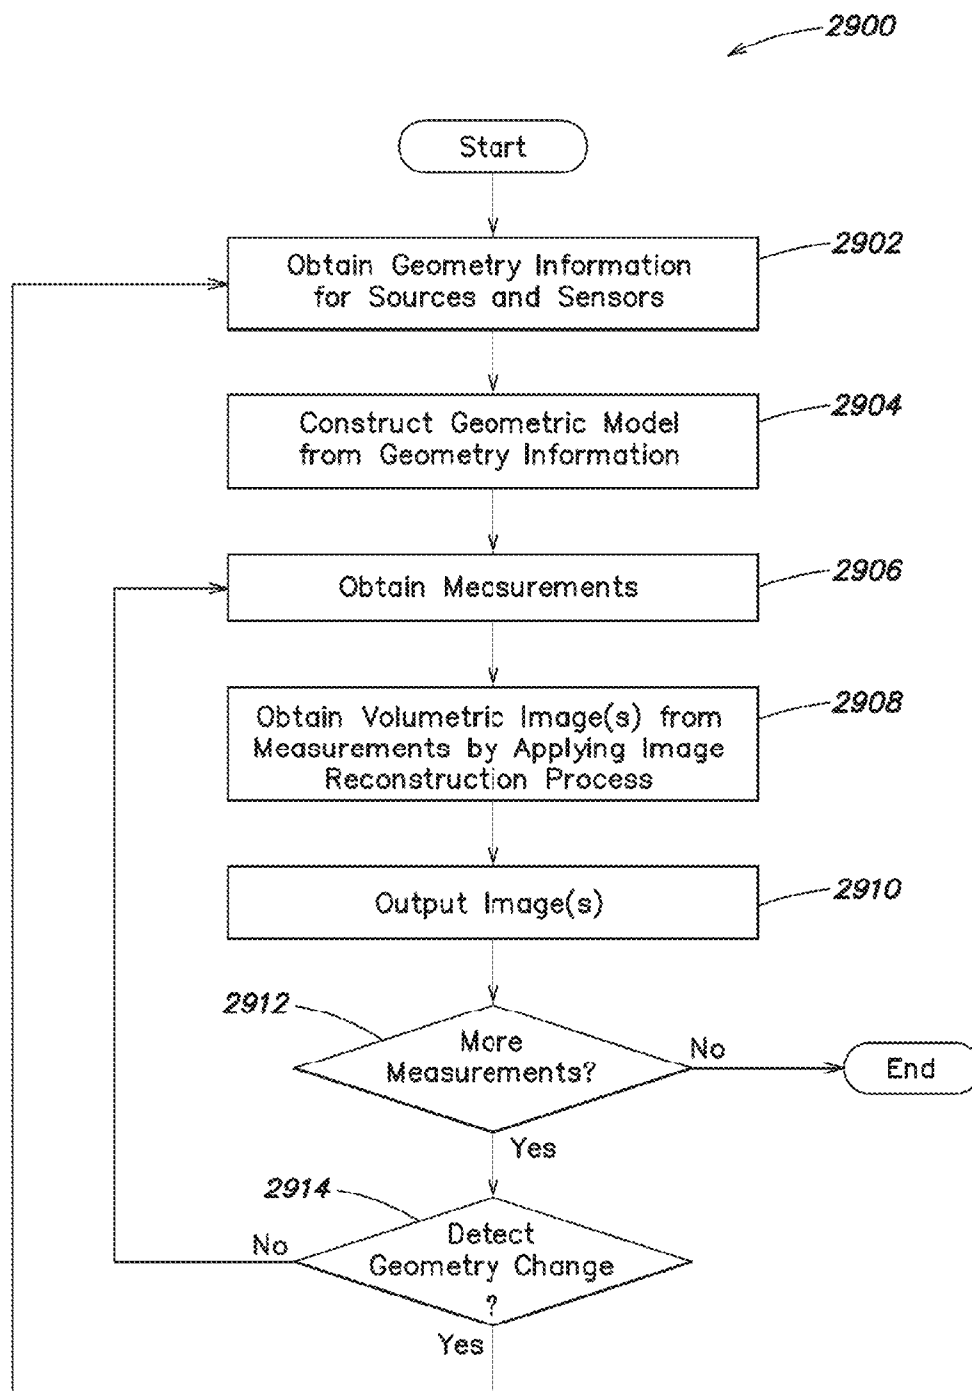 2900
Start
2902
Obtain Geometry Information
for Sources and Sensors
2904
Construct Geometric Model
from Geometry Information
2906
Obtain Measurements
2908
Obtain Volumetric Image(s) from
Measurements by Applying Image
Reconstruction Process
2910
Output Image(s)
2912
More
Measurements?
No
End
Yes
2914
Detect
Geometry Change
?
No
Yes